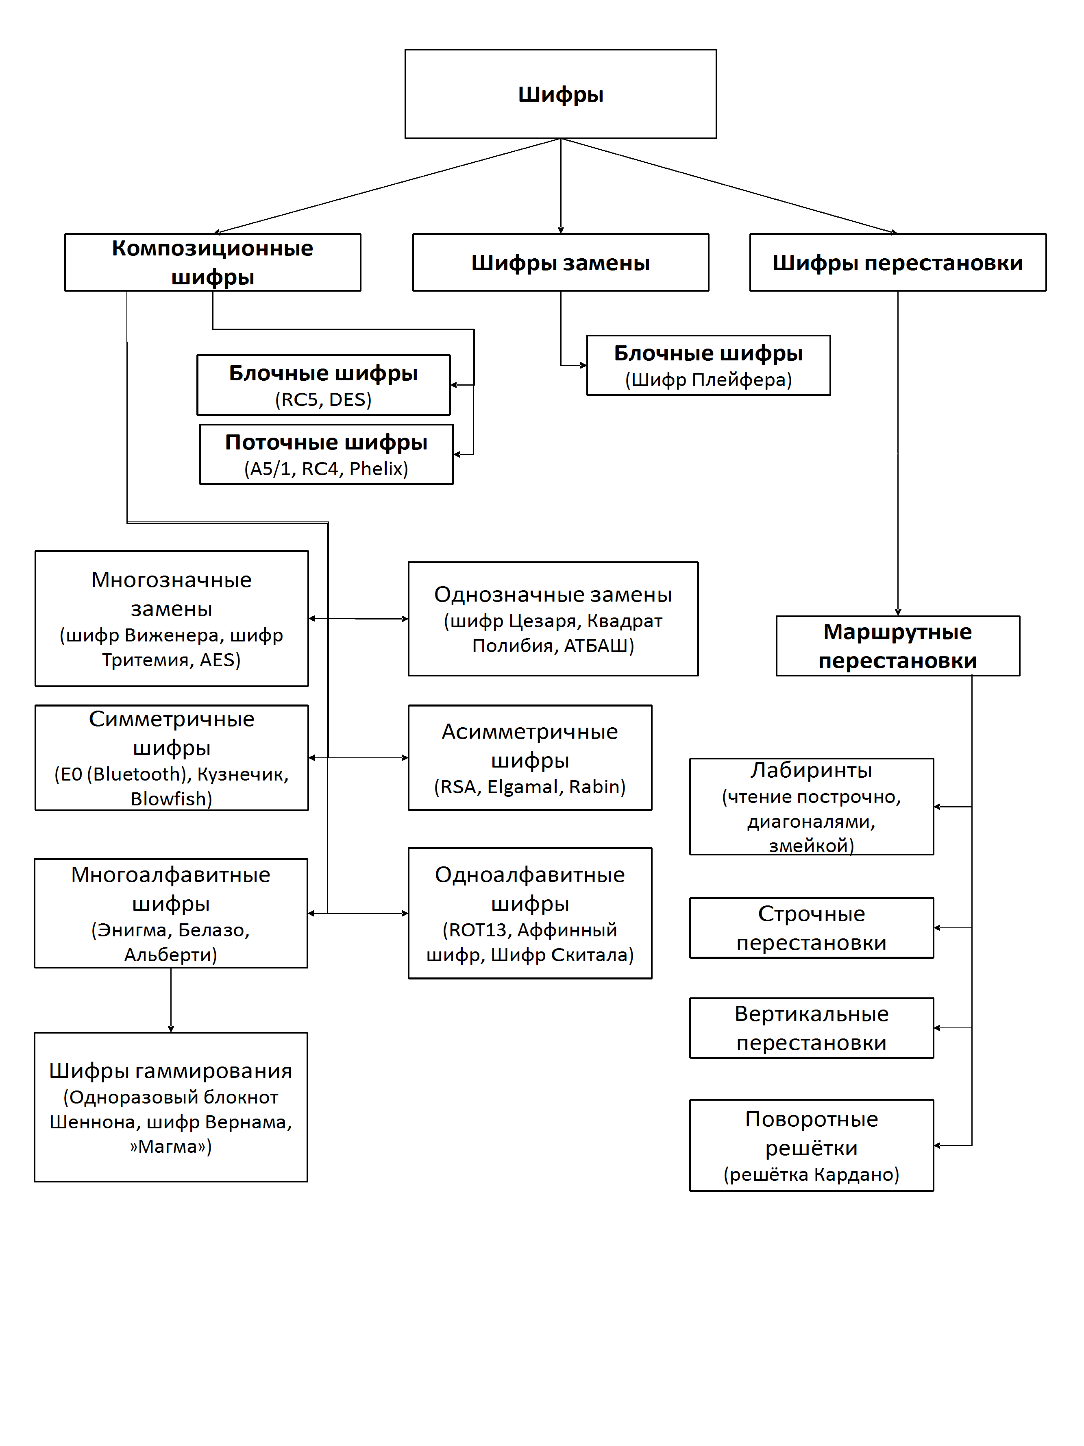 Шифры
Композиционные
шифры
Шифры замены
Шифры перестановки
Блочные шифры
(Шифр Плейфера)
Блочные шифры
(RC5, DES)
Поточные шифры
(A5/1, RC4, Phelix)
Многозначные
замены
(шифр Виженера, шифр
Тритемия, AES)
Однозначные замены
(шифр Цезаря, Квадрат
Полибия, АТБАШ)
Маршрутные
перестановки
Симметричные
шифры
(E0 (Bluetooth), Кузнечик,
Blowfish)
Асимметричные
шифры
(RSA, Elgamal, Rabin)
Лабиринты
(чтение построчно,
диагоналями,
змейкой)
Многоалфавитные
шифры
(Энигма, Белазо,
Альберти)
Одноалфавитные
шифры
(ROT13, Аффинный
шифр, Шифр Скитала)
Строчные
перестановки
Вертикальные
перестановки
Шифры гаммирования
(Одноразовый блокнот
Шеннона, шифр Вернама,
»Магма»)
Поворотные
решётки
(решётка Кардано)